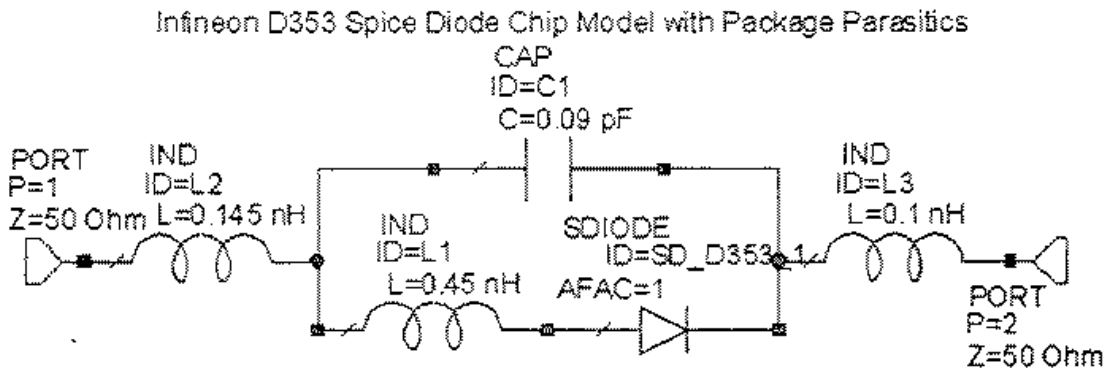 Infineon D353 Spice Diode Chip Model with Package Parasitics
CAP
ID=C1
C=0.09 pF
PORT
P=1
Z=50 Ohm
IND
ID=L2
L=0.145 nH
IND
ID=L1
L=0.45 nH
SDIODE
ID=SD_D353_1
AFAC=1
IND
ID=L3
L=0.1 nH
PORT
P=2
Z=50 Ohm